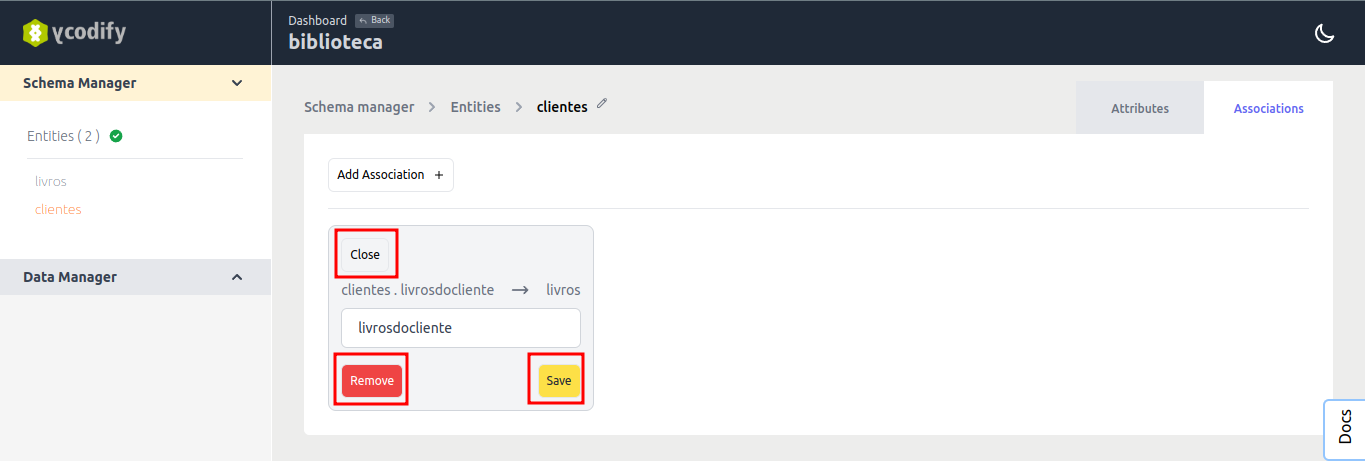 ycodify
Dashboard Back
biblioteca
Schema Manager
Entities ( 2 )
livros
clientes
Data Manager
Schema manager > Entities > clientes
Attributes
Associations
Add Association +
Close
clientes . livrosdocliente → livros
livrosdocliente
Remove
Save
Docs